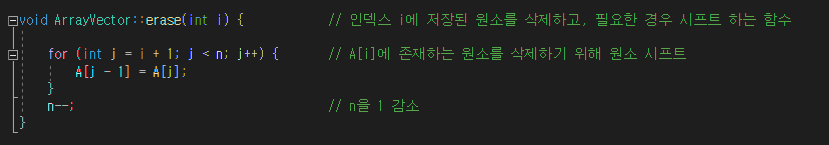 void ArrayVector::erase(int i) { // 인덱스 i에 저장된 원소를 삭제하고, 필요한 경우 시프트 하는 함수
for (int j = i + 1; j < n; j++) { // A[i]에 존재하는 원소를 삭제하기 위해 원소 시프트
A[j - 1] = A[j];
}
n--; // n을 1 감소
}